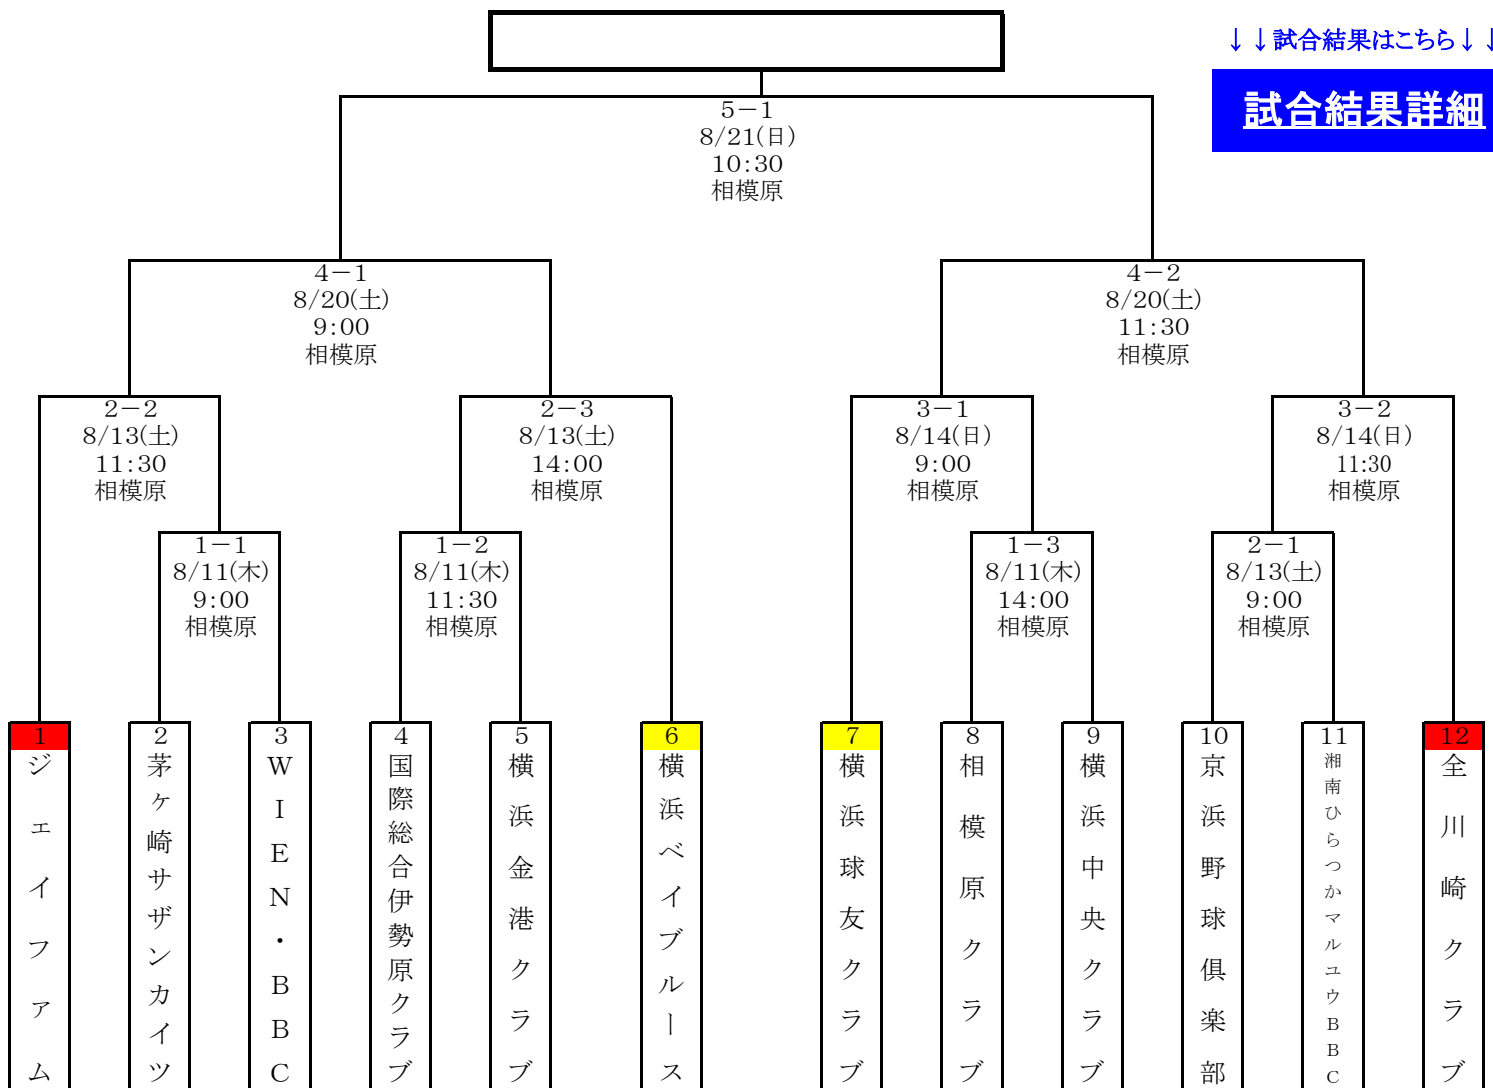 ↓↓試合結果はこちら↓↓
試合結果詳細
5－1
8/21(日)
10:30
相模原
4－1
8/20(土)
9:00
相模原
4－2
8/20(土)
11:30
相模原
2－2
8/13(土)
11:30
相模原
2－3
8/13(土)
14:00
相模原
3－1
8/14(日)
9:00
相模原
3－2
8/14(日)
11:30
相模原
1－1
8/11(木)
9:00
相模原
1－2
8/11(木)
11:30
相模原
1－3
8/11(木)
14:00
相模原
2－1
8/13(土)
9:00
相模原
1
ジェイファム
2
茅ヶ崎サザンカイツ
3
WIEN・BBC
4
国際総合伊勢原クラブ
5
横浜金港クラブ
6
横浜ベイブルース
7
横浜球友クラブ
8
相模原クラブ
9
横浜中央クラブ
10
京浜野球倶楽部
11
湘南ひらつかマルユウBBC
12
全川崎クラブ